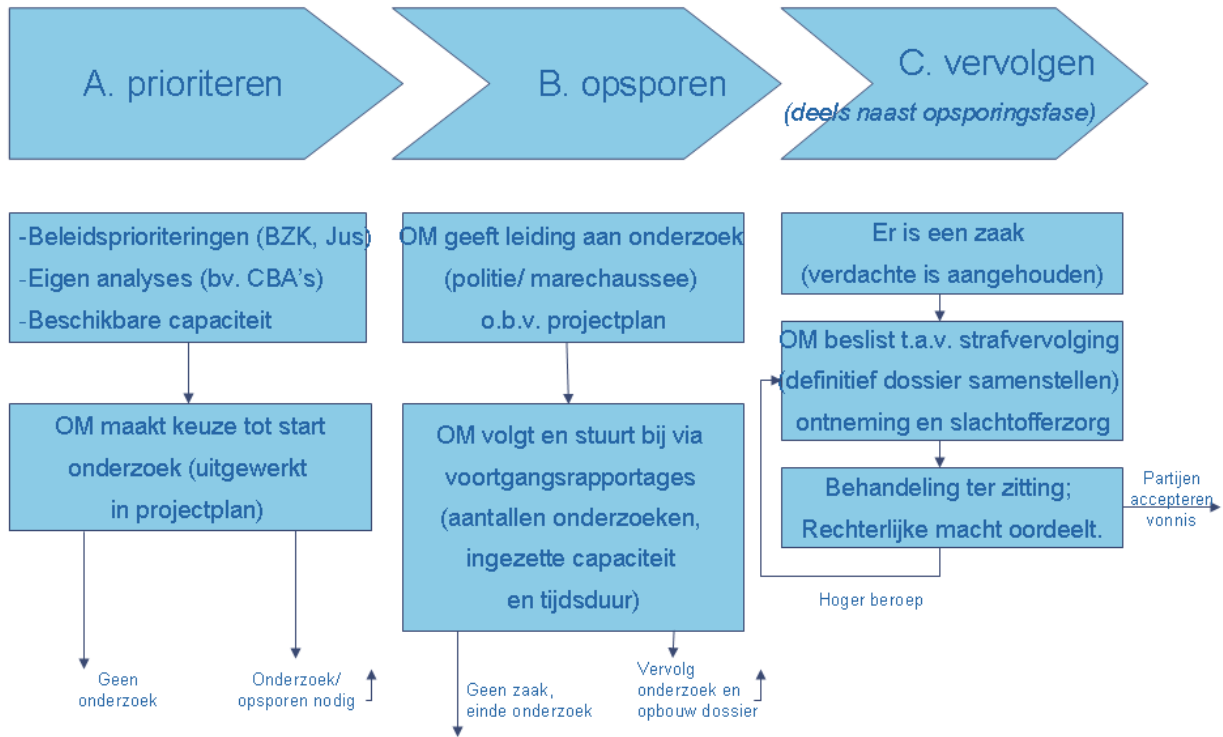 A. prioriteren
B. opsporen
C. vervolgen
(deels naast opsporingsfase)
-Beleidsprioriteringen (BZK, Jus)
-Eigen analyses (bv. CBA's)
-Beschikbare capaciteit
OM maakt keuze tot start
onderzoek (uitgewerkt
in projectplan)
Geen
onderzoek
Onderzoek/
opsporen nodig
OM geeft leiding aan onderzoek
(politie/ marechaussee)
o.b.v. projectplan
OM volgt en stuurt bij via
voortgangsrapportages
(aantallen onderzoeken,
ingezette capaciteit
en tijdsduur)
Geen zaak,
einde onderzoek
Vervolg
onderzoek en
opbouw dossier
Er is een zaak
(verdachte is aangehouden)
OM beslist t.a.v. strafvervolging
(definitief dossier samenstellen)
ontneming en slachtofferzorg
Behandeling ter zitting;
Rechterlijke macht oordeelt.
Partijen
accepteren
vonnis
Hoger beroep